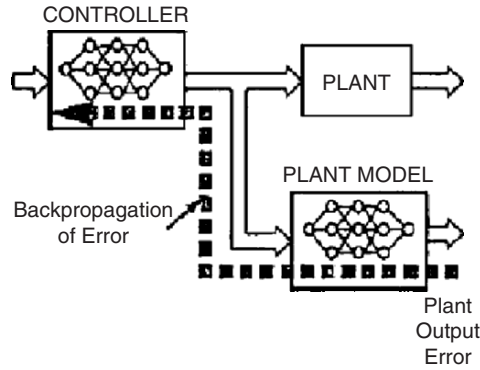 CONTROLLER
PLANT
PLANT MODEL
Backpropagation
of Error
Plant
Output
Error